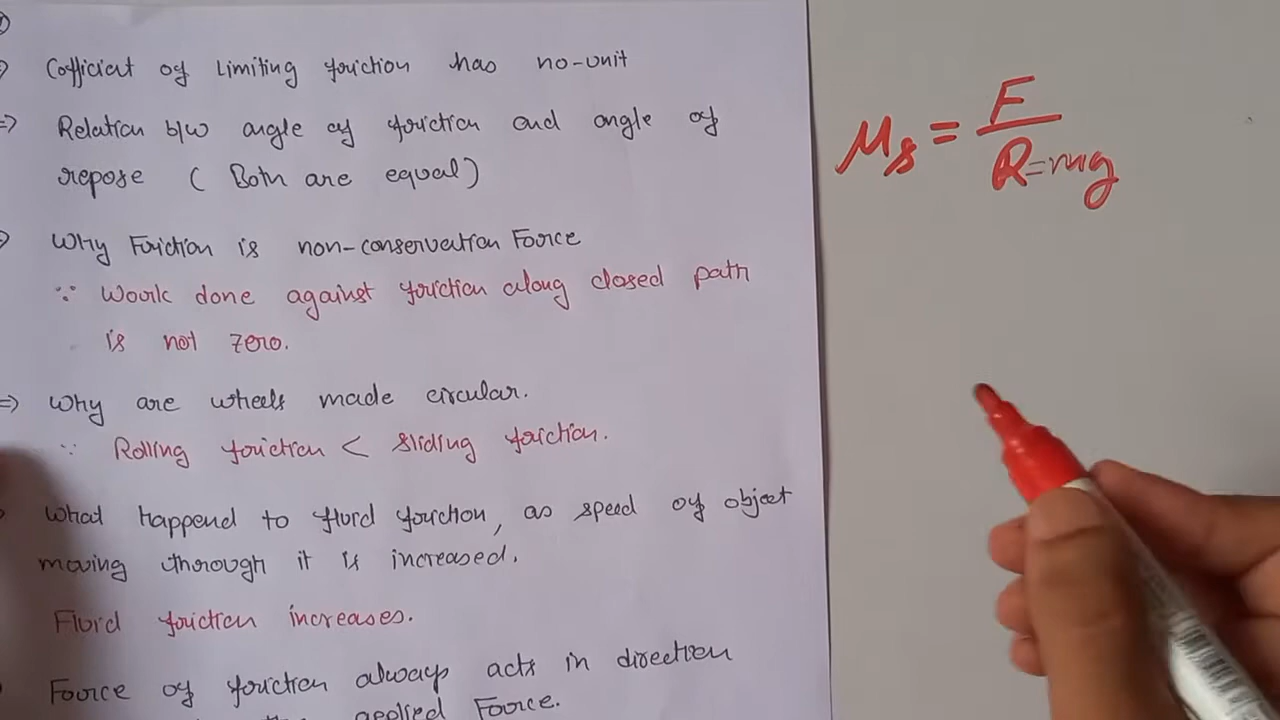 Cofficient of Limiting friction has no-unit
=> Relation b/w angle of friction and angle of
repose ( Both are equal)
Why Friction is non-conservation Force
∵ Work done against friction along closed path
is not zero.
=> Why are wheels made circular.
∵ Rolling friction < sliding friction.
What happend to fluid friction, as speed of object
moving through it is increased.
Fluid friction increases.
Force of friction always acts in direction
applied Force.
μs = F
R=mg